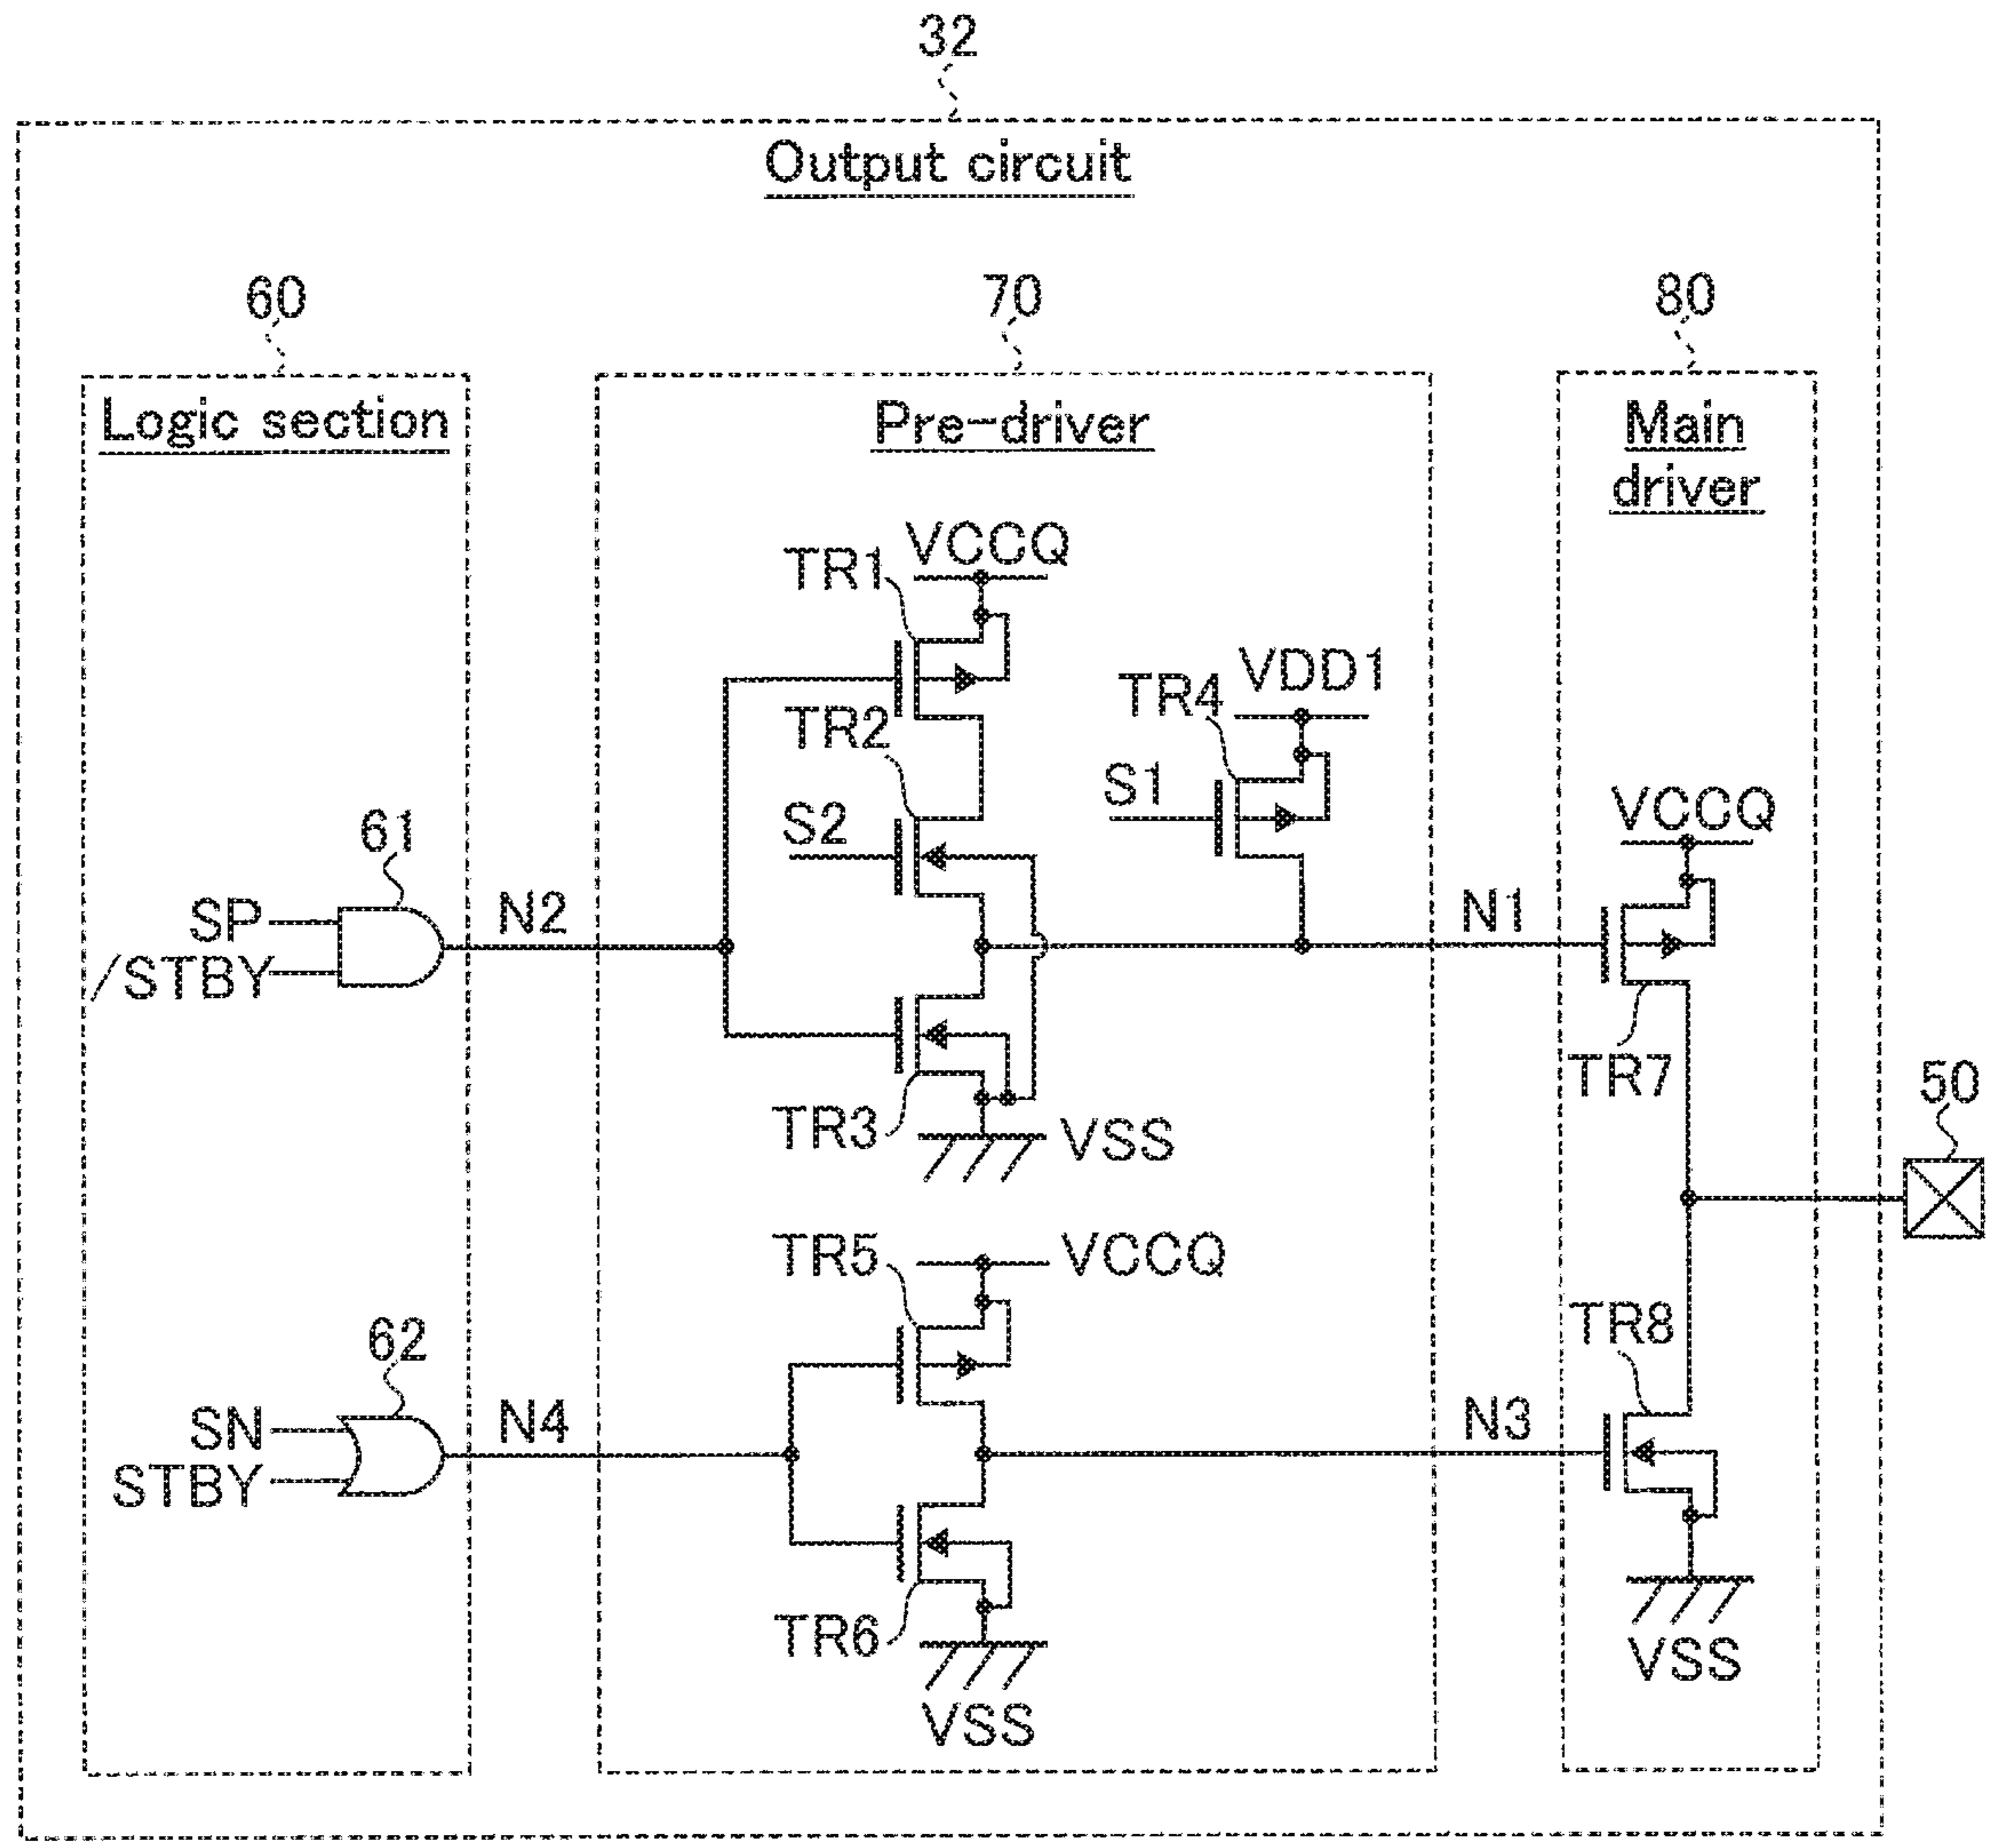 32
Output circuit
60
70
80
Logic section
Pre-driver
Main
driver
VCCQ
TR1
VDD1
TR4
TR2
S1
VCCQ
S2
61
SP
N2
N1
/STBY
TR7
50
TR3
VSS
TR5
VCCQ
TR8
62
SN
N4
N3
STBY
TR6
VSS
VSS